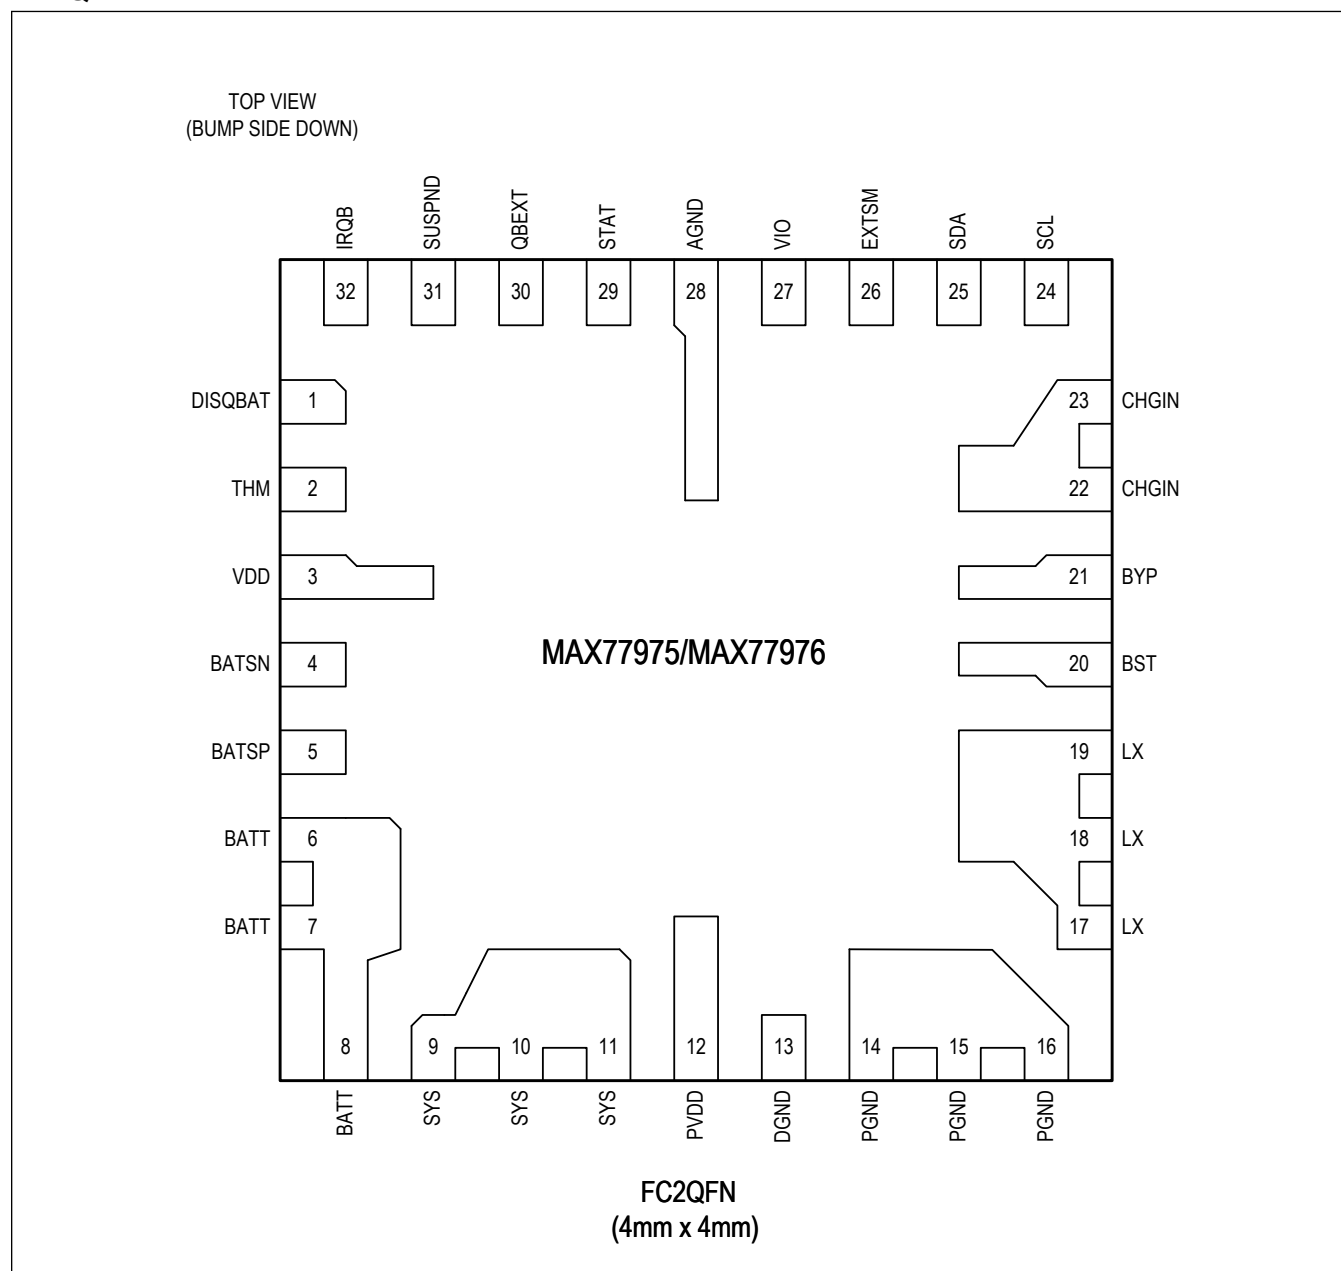 TOP VIEW
(BUMP SIDE DOWN)
IRQB
SUSPND
QBEXT
STAT
AGND
VIO
EXTSM
SDA
SCL
32
31
30
29
28
27
26
25
24
DISQBAT 1
23 CHGIN
THM 2
22 CHGIN
VDD 3
21 BYP
MAX77975/MAX77976
BATSN 4
20 BST
BATSP 5
19 LX
BATT 6
18 LX
BATT 7
17 LX
8
9
10
11
12
13
14
15
16
BATT
SYS
SYS
SYS
PVDD
DGND
PGND
PGND
PGND
FC2QFN
(4mm x 4mm)